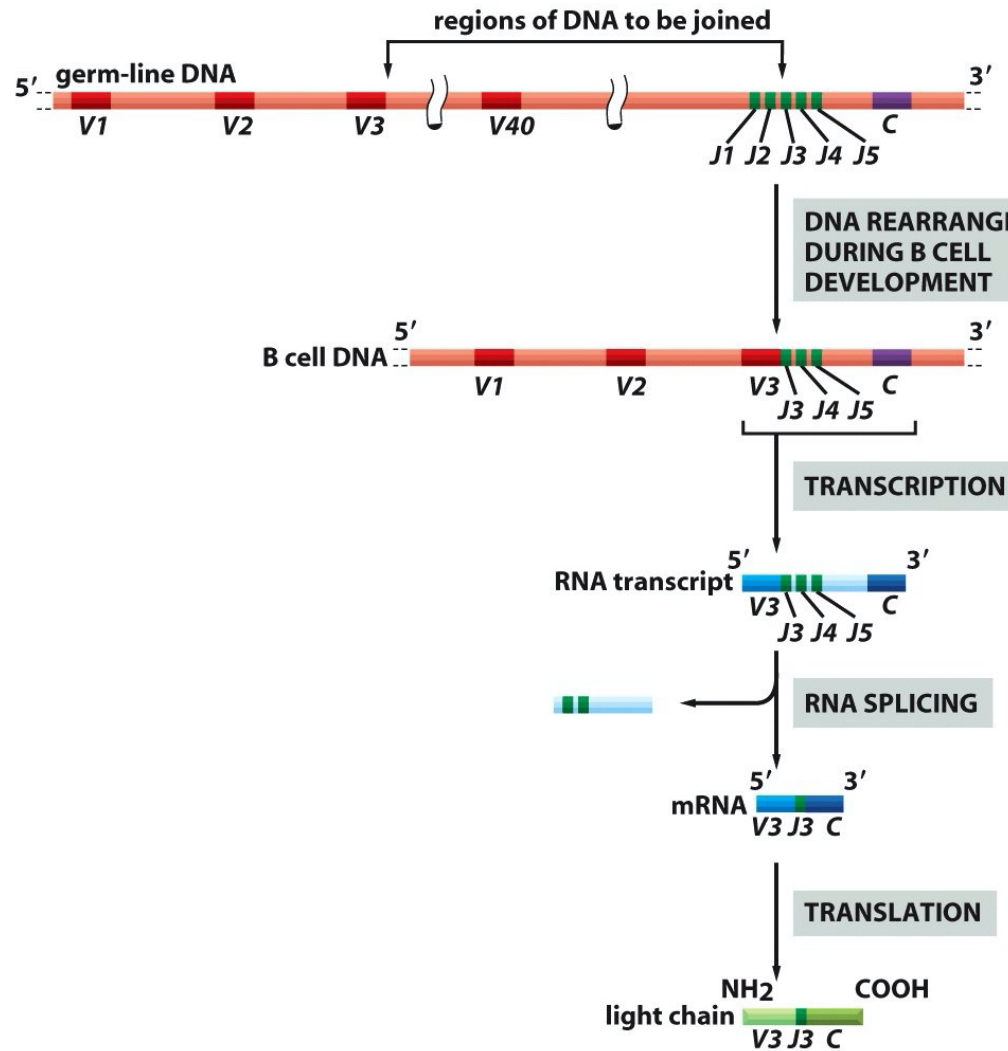 regions of DNA to be joined
5′ germ-line DNA 3′
V1 V2 V3 V40 C
J1 J2 J3 J4 J5
DNA REARRANG
DURING B CELL
DEVELOPMENT
5′ 3′
B cell DNA
V1 V2 V3 C
J3 J4 J5
TRANSCRIPTION
5′ 3′
RNA transcript
V3 C
J3 J4 J5
RNA SPLICING
5′ 3′
mRNA
V3 J3 C
TRANSLATION
NH2 COOH
light chain
V3 J3 C